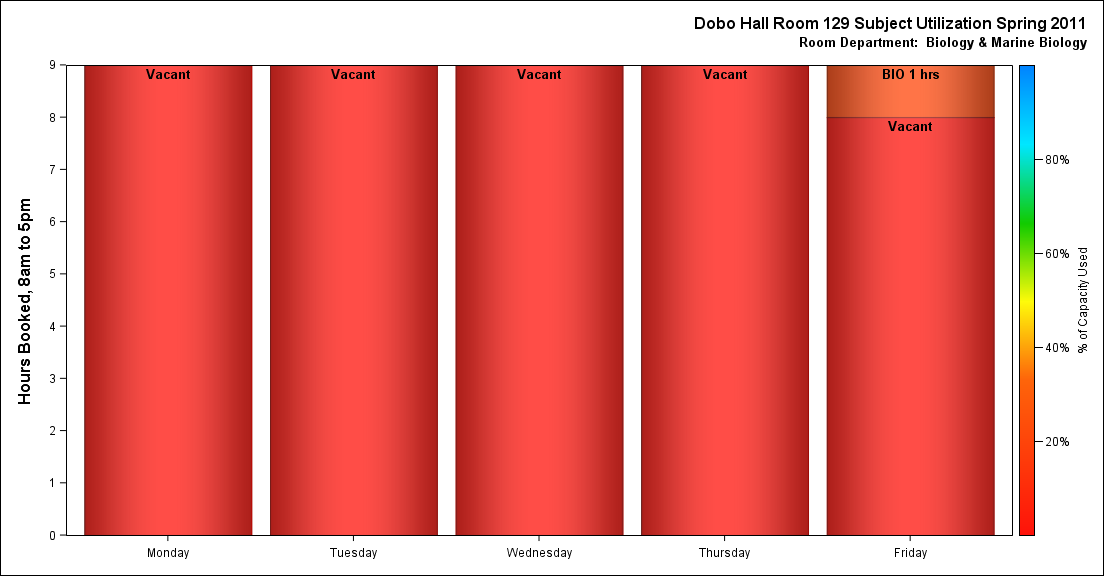 Dobo Hall Room 129 Subject Utilization Spring 2011
Room Department:  Biology & Marine Biology
Hours Booked, 8am to 5pm
9
8
7
6
5
4
3
2
1
0
Vacant
Vacant
Vacant
Vacant
BIO 1 hrs
Vacant
Monday
Tuesday
Wednesday
Thursday
Friday
80%
60%
40%
20%
% of Capacity Used